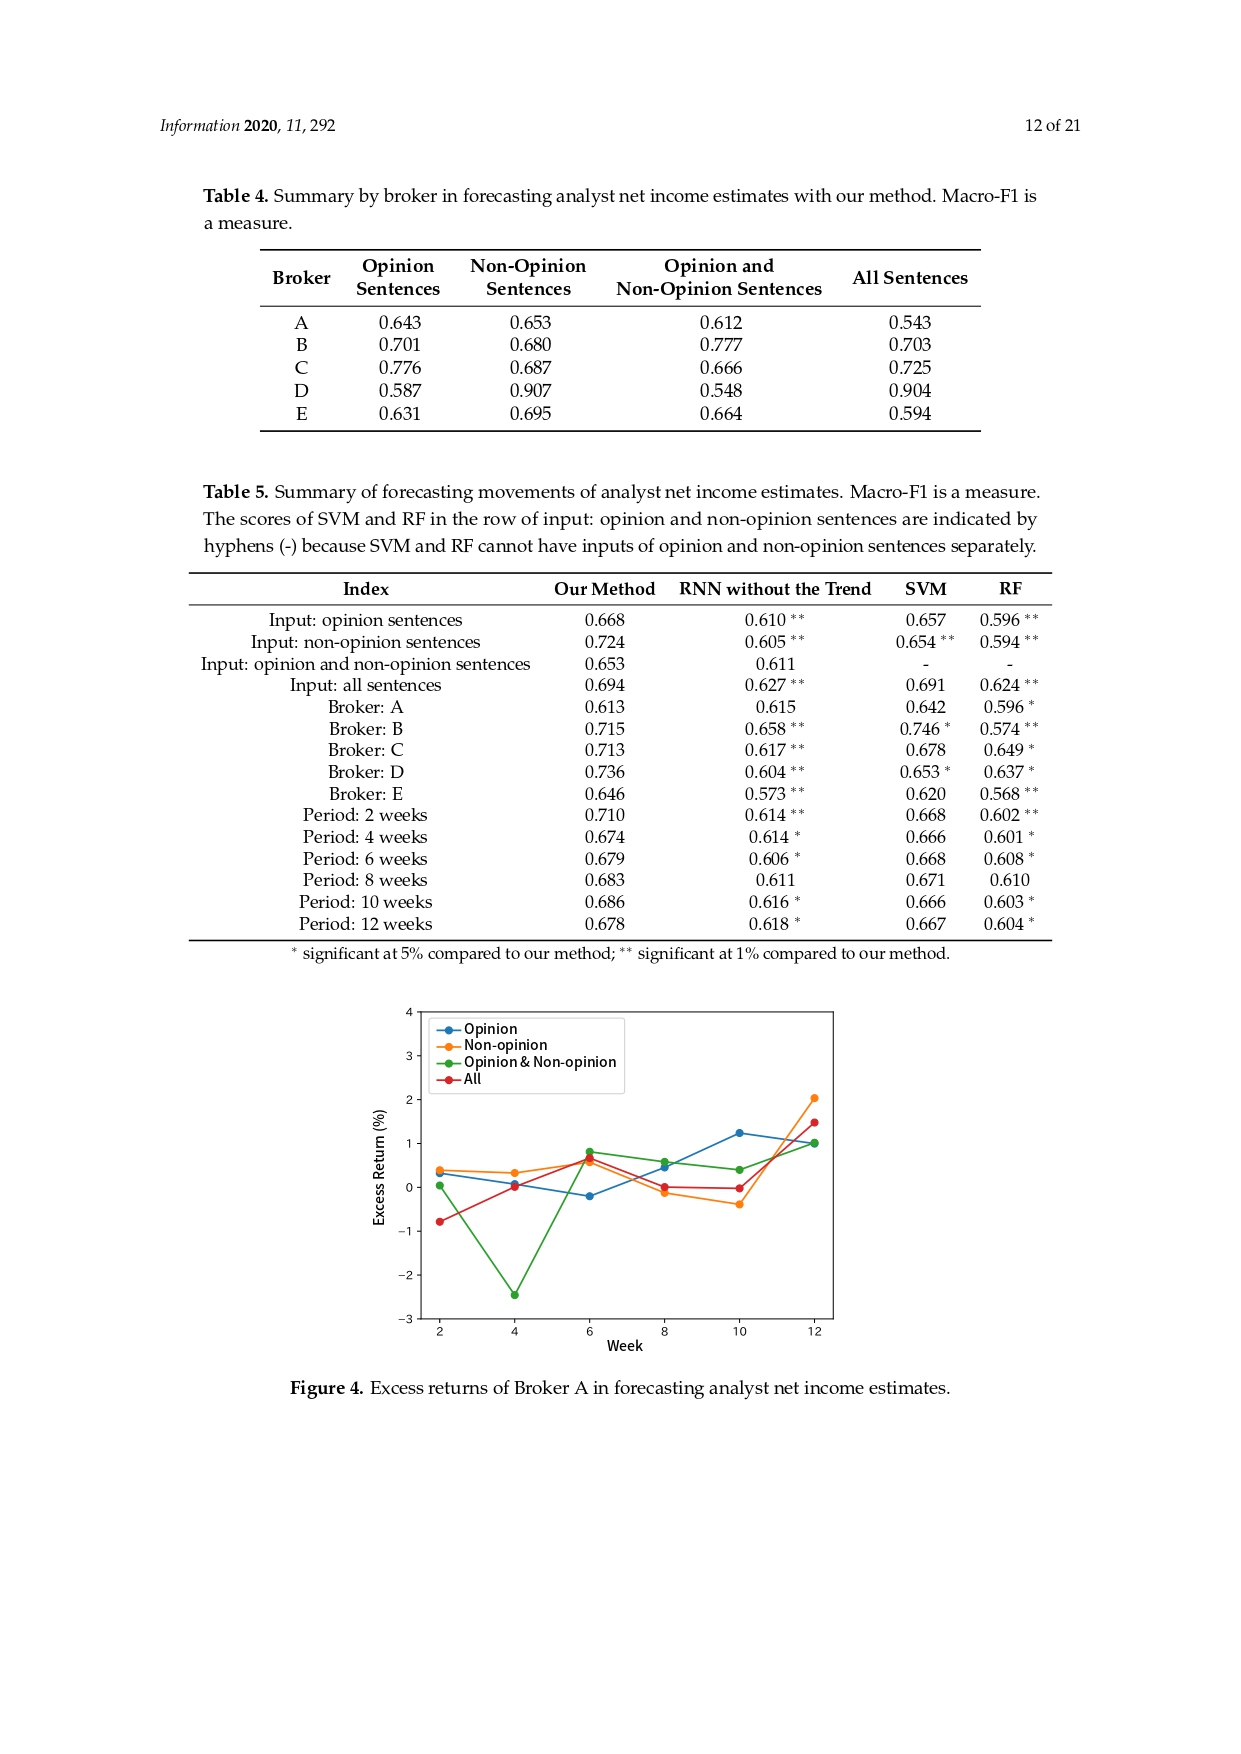 Information 2020, 11, 292
12 of 21
Table 4. Summary by broker in forecasting analyst net income estimates with our method. Macro-F1 is
a measure.
Broker Opinion Sentences Non-Opinion Sentences Opinion and Non-Opinion Sentences All Sentences
A 0.643 0.653 0.612 0.543
B 0.701 0.680 0.777 0.703
C 0.776 0.687 0.666 0.725
D 0.587 0.907 0.548 0.904
E 0.631 0.695 0.664 0.594
Table 5. Summary of forecasting movements of analyst net income estimates. Macro-F1 is a measure.
The scores of SVM and RF in the row of input: opinion and non-opinion sentences are indicated by
hyphens (-) because SVM and RF cannot have inputs of opinion and non-opinion sentences separately.
Index Our Method RNN without the Trend SVM RF
Input: opinion sentences 0.668 0.610 ** 0.657 0.596 **
Input: non-opinion sentences 0.724 0.605 ** 0.654 ** 0.594 **
Input: opinion and non-opinion sentences 0.653 0.611 - -
Input: all sentences 0.694 0.627 ** 0.691 0.624 **
Broker: A 0.613 0.615 0.642 0.596 *
Broker: B 0.715 0.658 ** 0.746 * 0.574 **
Broker: C 0.713 0.617 ** 0.678 0.649 *
Broker: D 0.736 0.604 ** 0.653 * 0.637 *
Broker: E 0.646 0.573 ** 0.620 0.568 **
Period: 2 weeks 0.710 0.614 ** 0.668 0.602 **
Period: 4 weeks 0.674 0.614 * 0.666 0.601 *
Period: 6 weeks 0.679 0.606 * 0.668 0.608 *
Period: 8 weeks 0.683 0.611 0.671 0.610
Period: 10 weeks 0.686 0.616 * 0.666 0.603 *
Period: 12 weeks 0.678 0.618 * 0.667 0.604 *
* significant at 5% compared to our method; ** significant at 1% compared to our method.
Excess Return (%)
4
3
2
1
0
−1
−2
−3
Opinion
Non-opinion
Opinion & Non-opinion
All
2 4 6 8 10 12
Week
Figure 4. Excess returns of Broker A in forecasting analyst net income estimates.